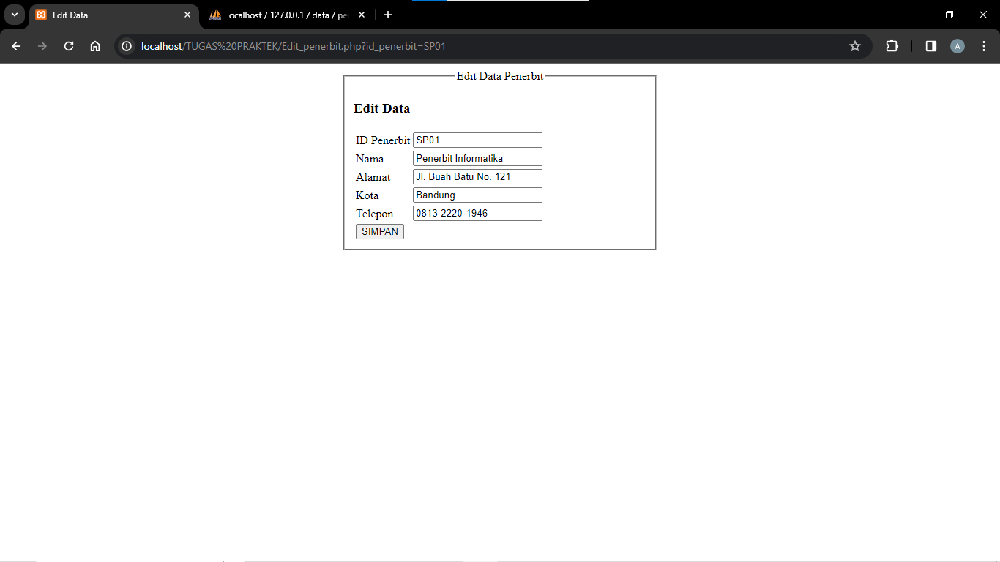 Edit Data
localhost / 127.0.0.1 / data / pe
localhost/TUGAS%20PRAKTEK/Edit_penerbit.php?id_penerbit=SP01
A
Edit Data Penerbit
Edit Data
ID Penerbit SP01
Nama Penerbit Informatika
Alamat Jl. Buah Batu No. 121
Kota Bandung
Telepon 0813-2220-1946
SIMPAN